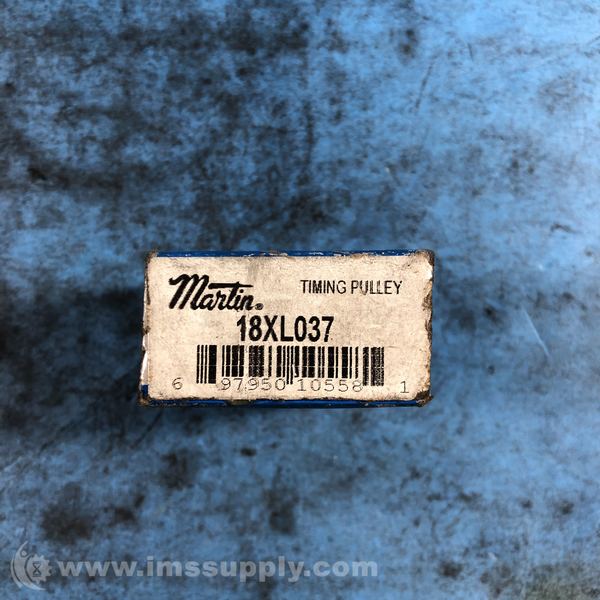 Martin® TIMING PULLEY
18XL037
6 97950 10558 1
www.imssupply.com